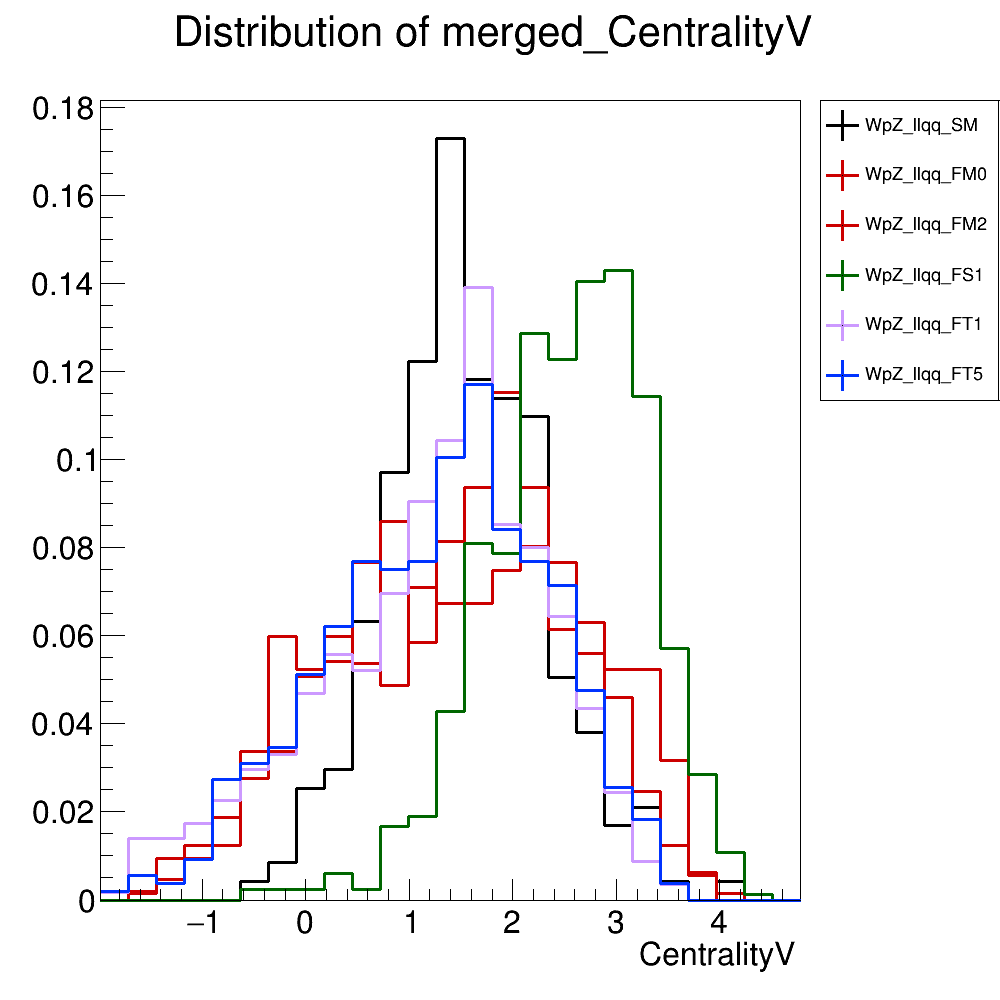 Distribution of merged_CentralityV
0.18
0.16
0.14
0.12
0.1
0.08
0.06
0.04
0.02
0
−1
0
1
2
3
4
CentralityV
WpZ_llqq_SM
WpZ_llqq_FM0
WpZ_llqq_FM2
WpZ_llqq_FS1
WpZ_llqq_FT1
WpZ_llqq_FT5